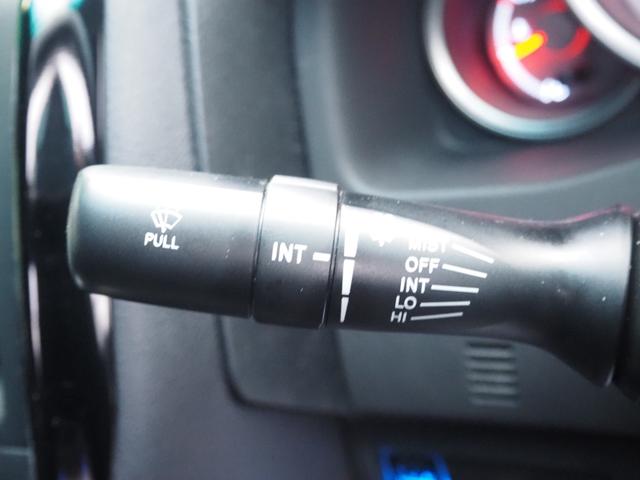 PULL
INT
MIST
OFF
INT
LO
HI